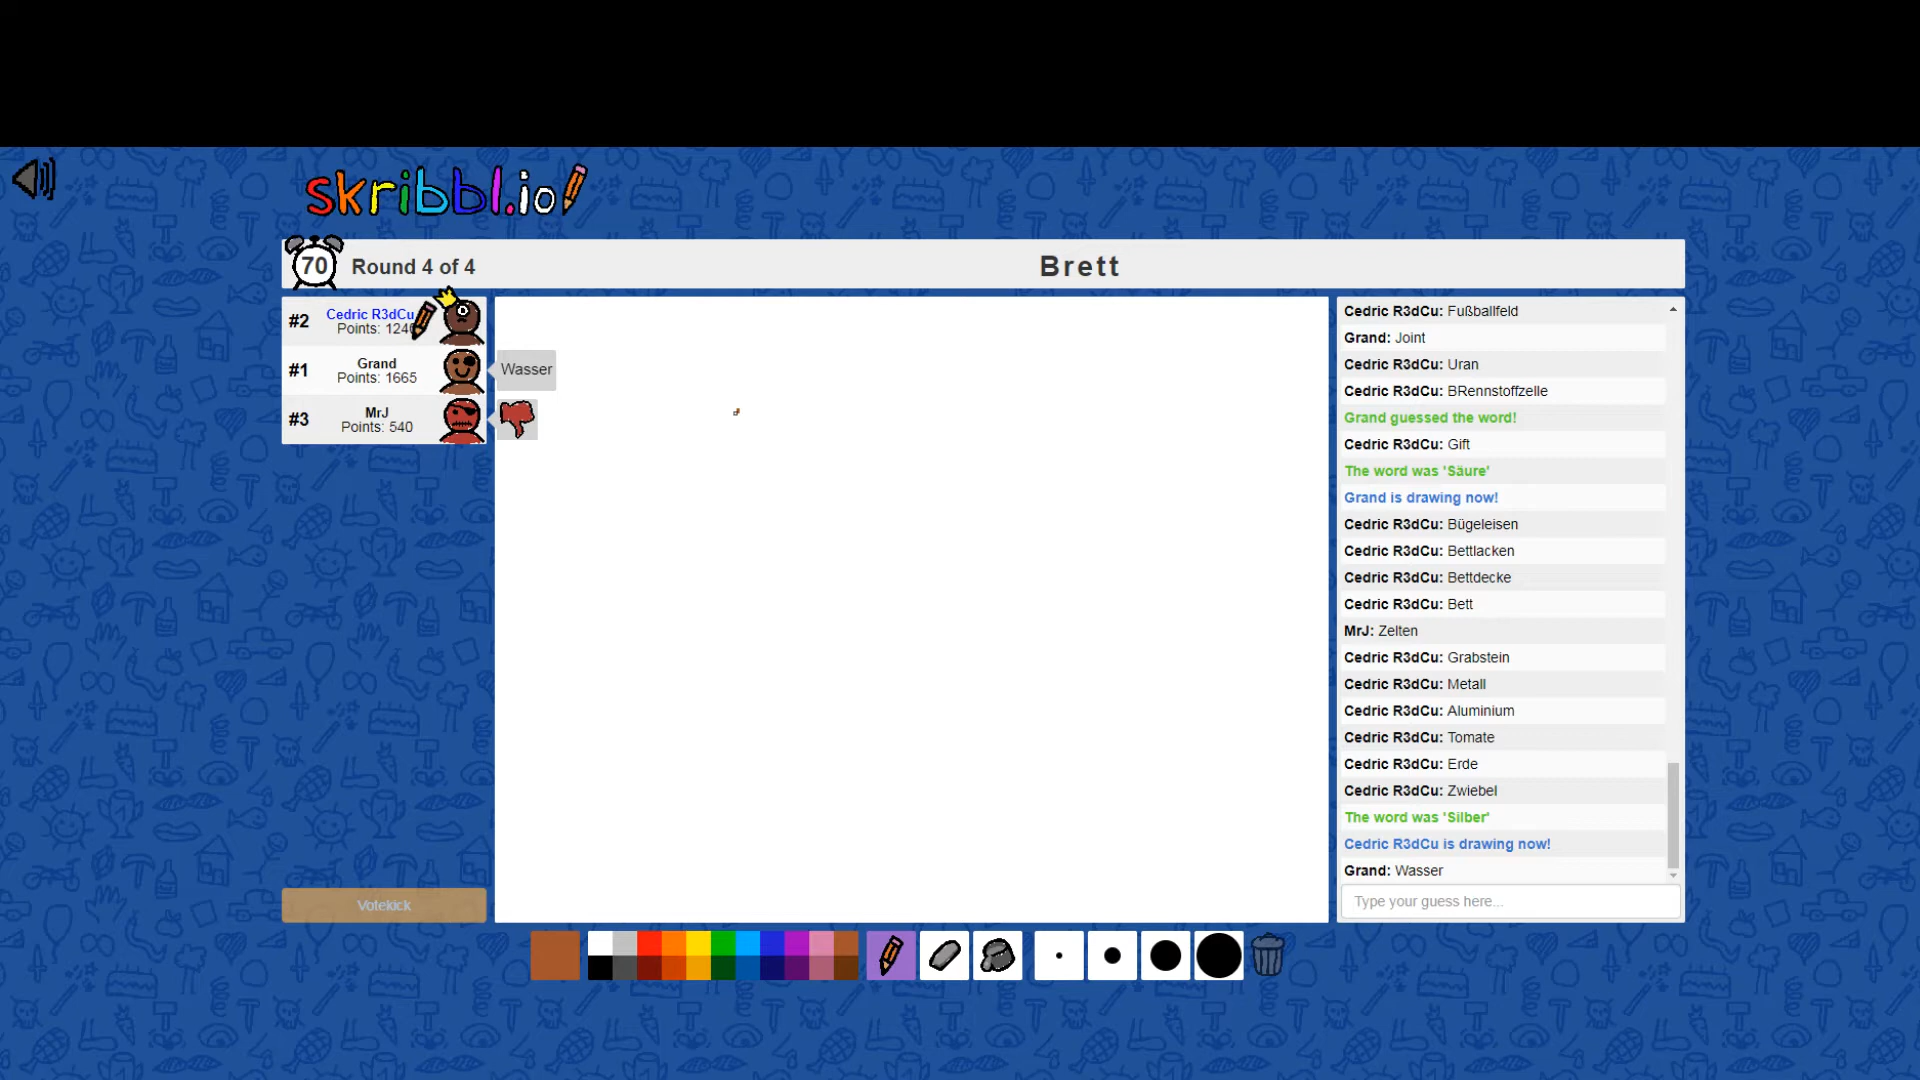 skribbl.io
70
Round 4 of 4
Brett
#2
Cedric R3dCu
Points: 1240
#1
Grand
Points: 1665
Wasser
#3
MrJ
Points: 540
Cedric R3dCu: Fußballfeld
Grand: Joint
Cedric R3dCu: Uran
Cedric R3dCu: BRennstoffzelle
Grand guessed the word!
Cedric R3dCu: Gift
The word was 'Säure'
Grand is drawing now!
Cedric R3dCu: Bügeleisen
Cedric R3dCu: Bettlacken
Cedric R3dCu: Bettdecke
Cedric R3dCu: Bett
MrJ: Zelten
Cedric R3dCu: Grabstein
Cedric R3dCu: Metall
Cedric R3dCu: Aluminium
Cedric R3dCu: Tomate
Cedric R3dCu: Erde
Cedric R3dCu: Zwiebel
The word was 'Silber'
Cedric R3dCu is drawing now!
Grand: Wasser
Type your guess here...
Votekick